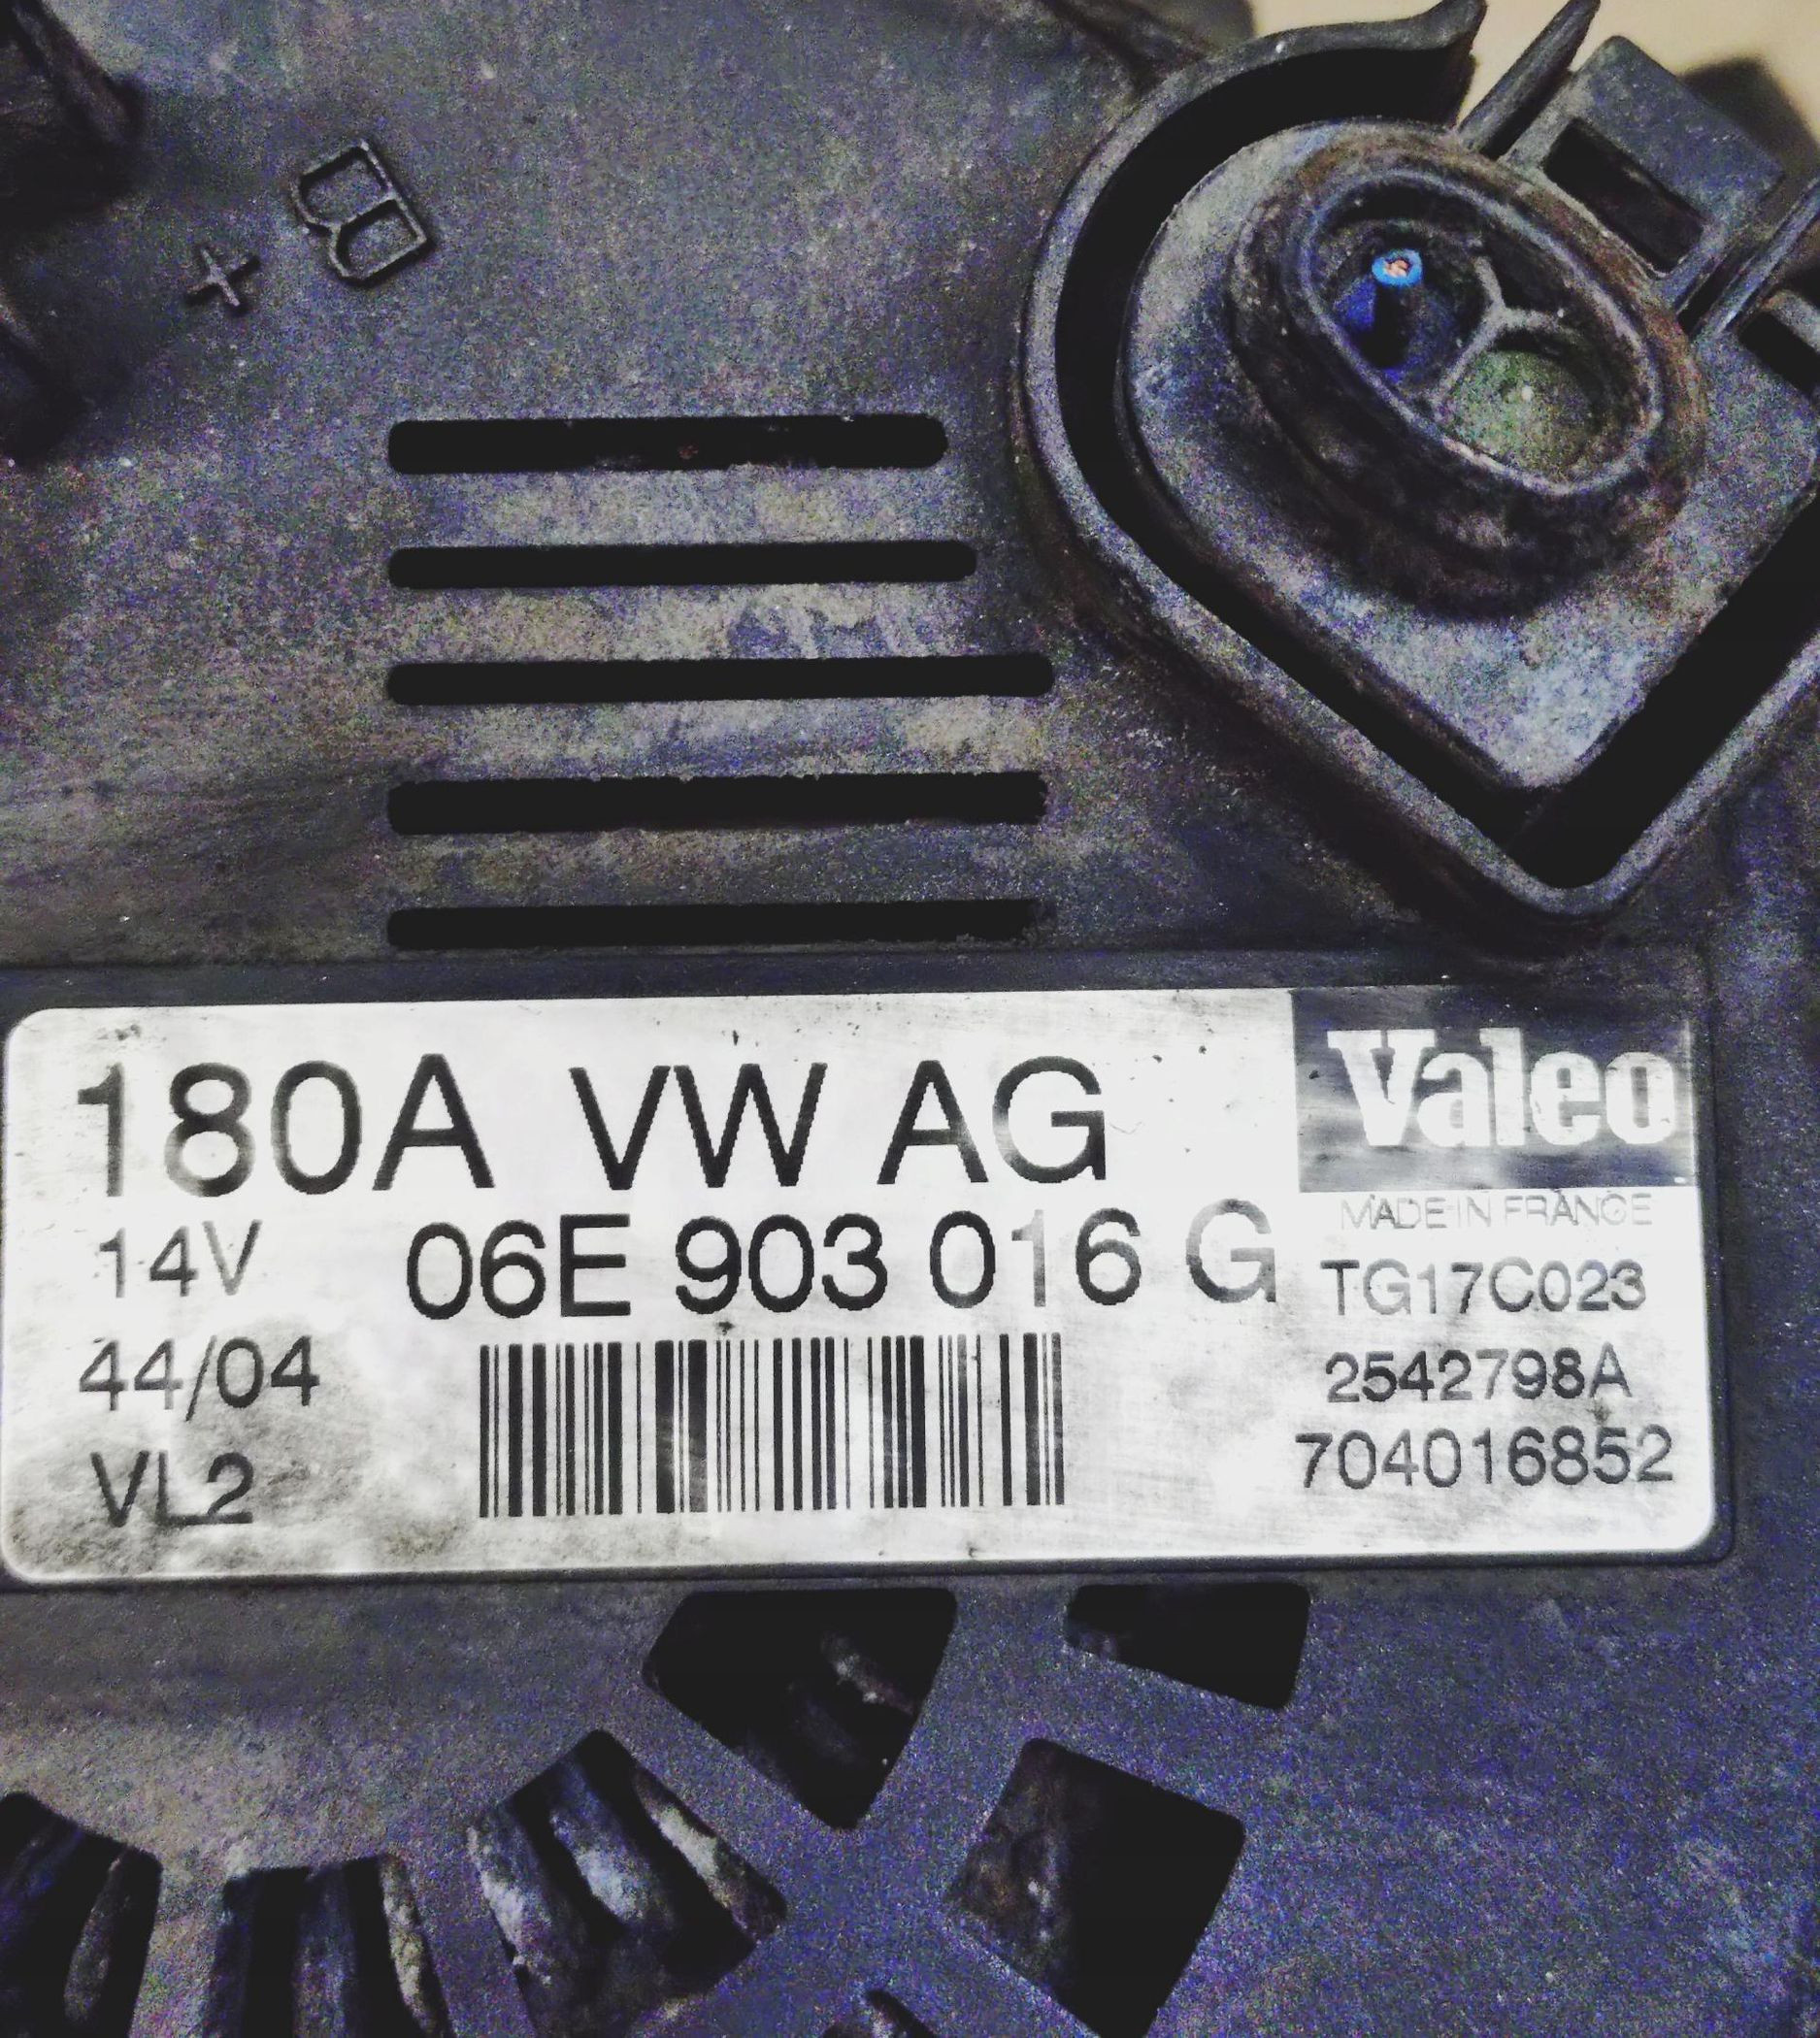 B
+
180A VW AG
Valeo
MADE IN FRANCE
14V
06E 903 016 G
TG17C023
44/04
2542798A
VL2
704016852